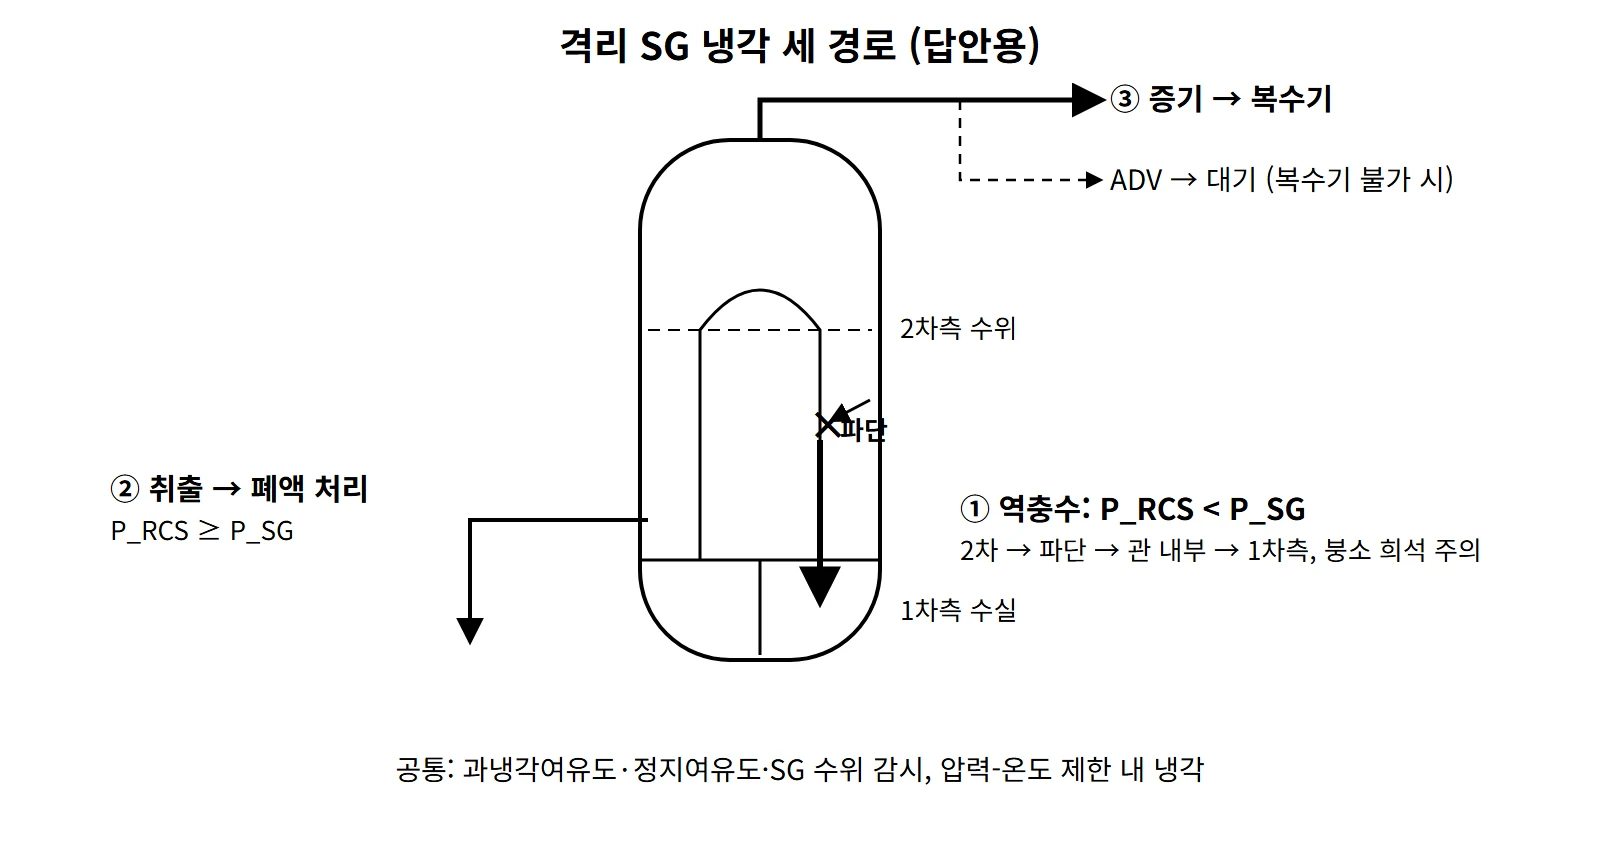 격리 SG 냉각 세 경로 (답안용)
③ 증기 → 복수기
ADV → 대기 (복수기 불가 시)
2차측 수위
파단
② 취출 → 폐액 처리
P_RCS ≥ P_SG
① 역충수: P_RCS < P_SG
2차 → 파단 → 관 내부 → 1차측, 붕소 희석 주의
1차측 수실
공통: 과냉각여유도·정지여유도·SG 수위 감시, 압력-온도 제한 내 냉각